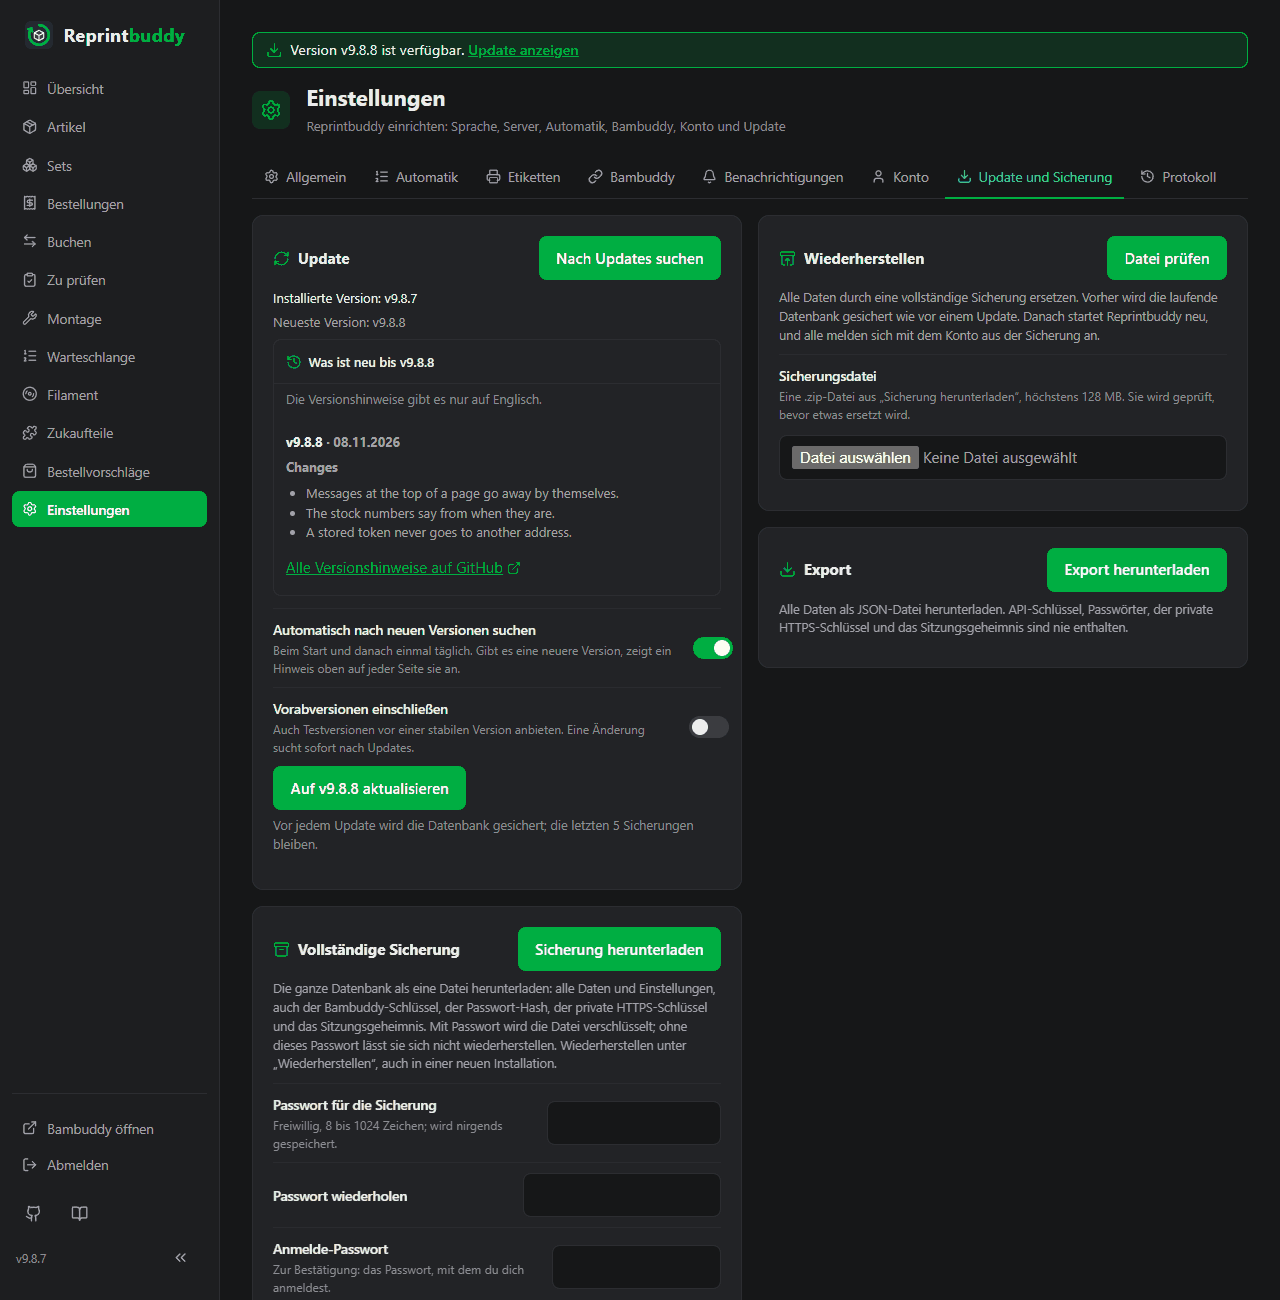 Reprintbuddy
Übersicht
Artikel
Sets
Bestellungen
Buchen
Zu prüfen
Montage
Warteschlange
Filament
Zukaufteile
Bestellvorschläge
Einstellungen
Bambuddy öffnen
Abmelden
v9.8.7
Version v9.8.8 ist verfügbar. Update anzeigen
Einstellungen
Reprintbuddy einrichten: Sprache, Server, Automatik, Bambuddy, Konto und Update
Allgemein
Automatik
Etiketten
Bambuddy
Benachrichtigungen
Konto
Update und Sicherung
Protokoll
Update
Nach Updates suchen
Installierte Version: v9.8.7
Neueste Version: v9.8.8
Was ist neu bis v9.8.8
Die Versionshinweise gibt es nur auf Englisch.
v9.8.8 · 08.11.2026
Changes
• Messages at the top of a page go away by themselves.
• The stock numbers say from when they are.
• A stored token never goes to another address.
Alle Versionshinweise auf GitHub
Automatisch nach neuen Versionen suchen
Beim Start und danach einmal täglich. Gibt es eine neuere Version, zeigt ein
Hinweis oben auf jeder Seite sie an.
Vorabversionen einschließen
Auch Testversionen vor einer stabilen Version anbieten. Eine Änderung
sucht sofort nach Updates.
Auf v9.8.8 aktualisieren
Vor jedem Update wird die Datenbank gesichert; die letzten 5 Sicherungen
bleiben.
Vollständige Sicherung
Sicherung herunterladen
Die ganze Datenbank als eine Datei herunterladen: alle Daten und Einstellungen,
auch der Bambuddy-Schlüssel, der Passwort-Hash, der private HTTPS-Schlüssel
und das Sitzungsgeheimnis. Mit Passwort wird die Datei verschlüsselt; ohne
dieses Passwort lässt sie sich nicht wiederherstellen. Wiederherstellen unter
„Wiederherstellen“, auch in einer neuen Installation.
Passwort für die Sicherung
Freiwillig, 8 bis 1024 Zeichen; wird nirgends
gespeichert.
Passwort wiederholen
Anmelde-Passwort
Zur Bestätigung: das Passwort, mit dem du dich
anmeldest.
Wiederherstellen
Datei prüfen
Alle Daten durch eine vollständige Sicherung ersetzen. Vorher wird die laufende
Datenbank gesichert wie vor einem Update. Danach startet Reprintbuddy neu,
und alle melden sich mit dem Konto aus der Sicherung an.
Sicherungsdatei
Eine .zip-Datei aus „Sicherung herunterladen“, höchstens 128 MB. Sie wird geprüft,
bevor etwas ersetzt wird.
Datei auswählen Keine Datei ausgewählt
Export
Export herunterladen
Alle Daten als JSON-Datei herunterladen. API-Schlüssel, Passwörter, der private
HTTPS-Schlüssel und das Sitzungsgeheimnis sind nie enthalten.